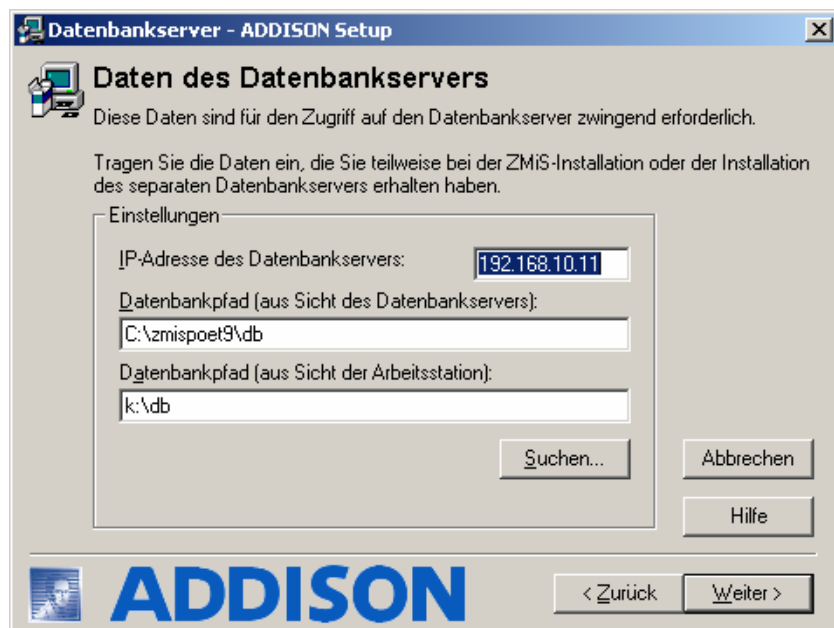 Datenbankserver - ADDISON Setup
Daten des Datenbankservers
Diese Daten sind für den Zugriff auf den Datenbankserver zwingend erforderlich.
Tragen Sie die Daten ein, die Sie teilweise bei der ZMiS-Installation oder der Installation
des separaten Datenbankservers erhalten haben.
Einstellungen
IP-Adresse des Datenbankservers: 192.168.10.11
Datenbankpfad (aus Sicht des Datenbankservers):
C:\zmispoet9\db
Datenbankpfad (aus Sicht der Arbeitsstation):
k:\db
Suchen... Abbrechen
Hilfe
ADDISON < Zurück Weiter >